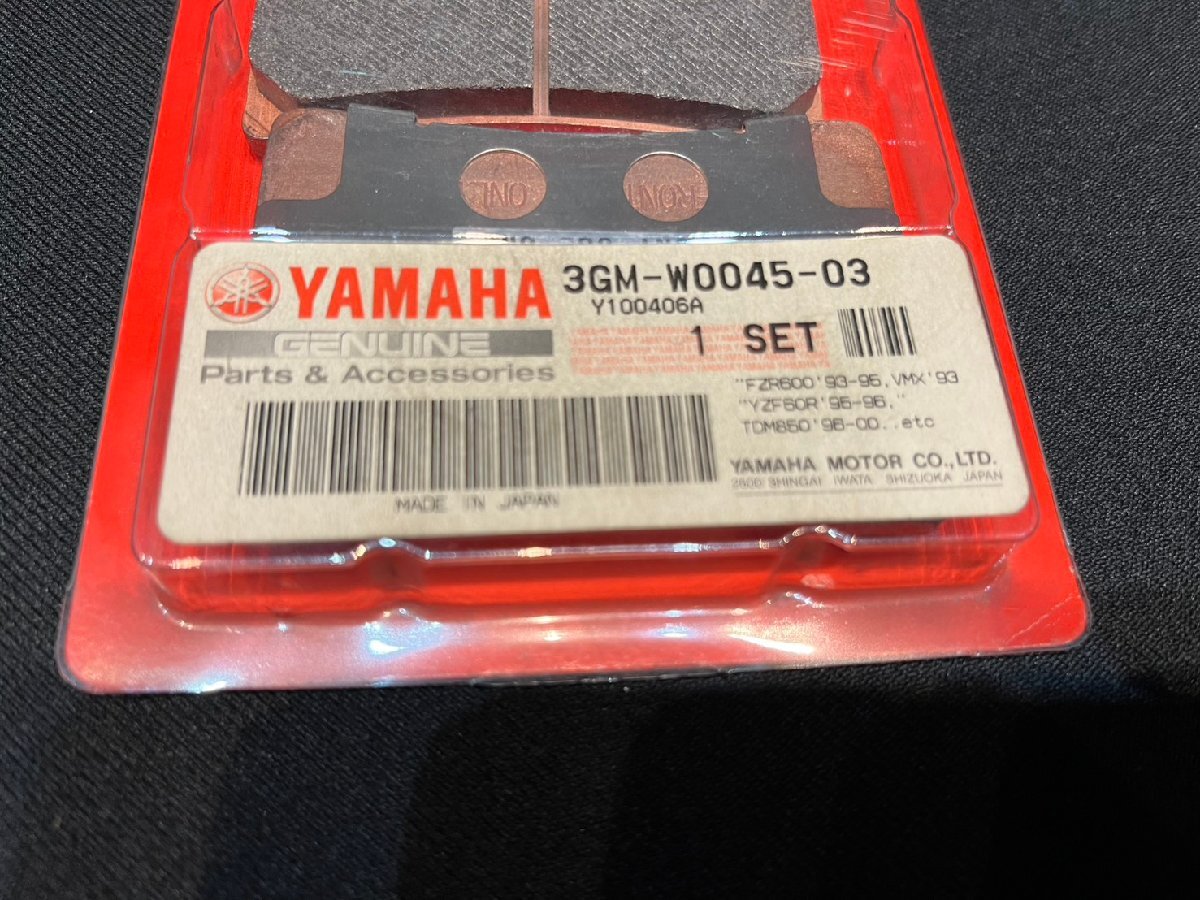 YAMAHA
GENUINE
Parts & Accessories
3GM-W0045-03
Y100406A
1 SET
"FZR600'93-95,VMX'93
"YZF60R'95-96,"
TDM850'96-00..etc
YAMAHA MOTOR CO.,LTD.
2500 SHINGAI IWATA SHIZUOKA JAPAN
MADE IN JAPAN